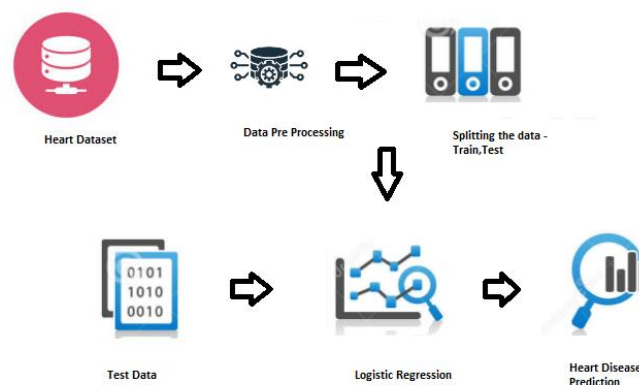 Heart Dataset
Data Pre Processing
Splitting the data -
Train,Test
0101
1010
0010
Test Data
Logistic Regression
Heart Disease
Prediction